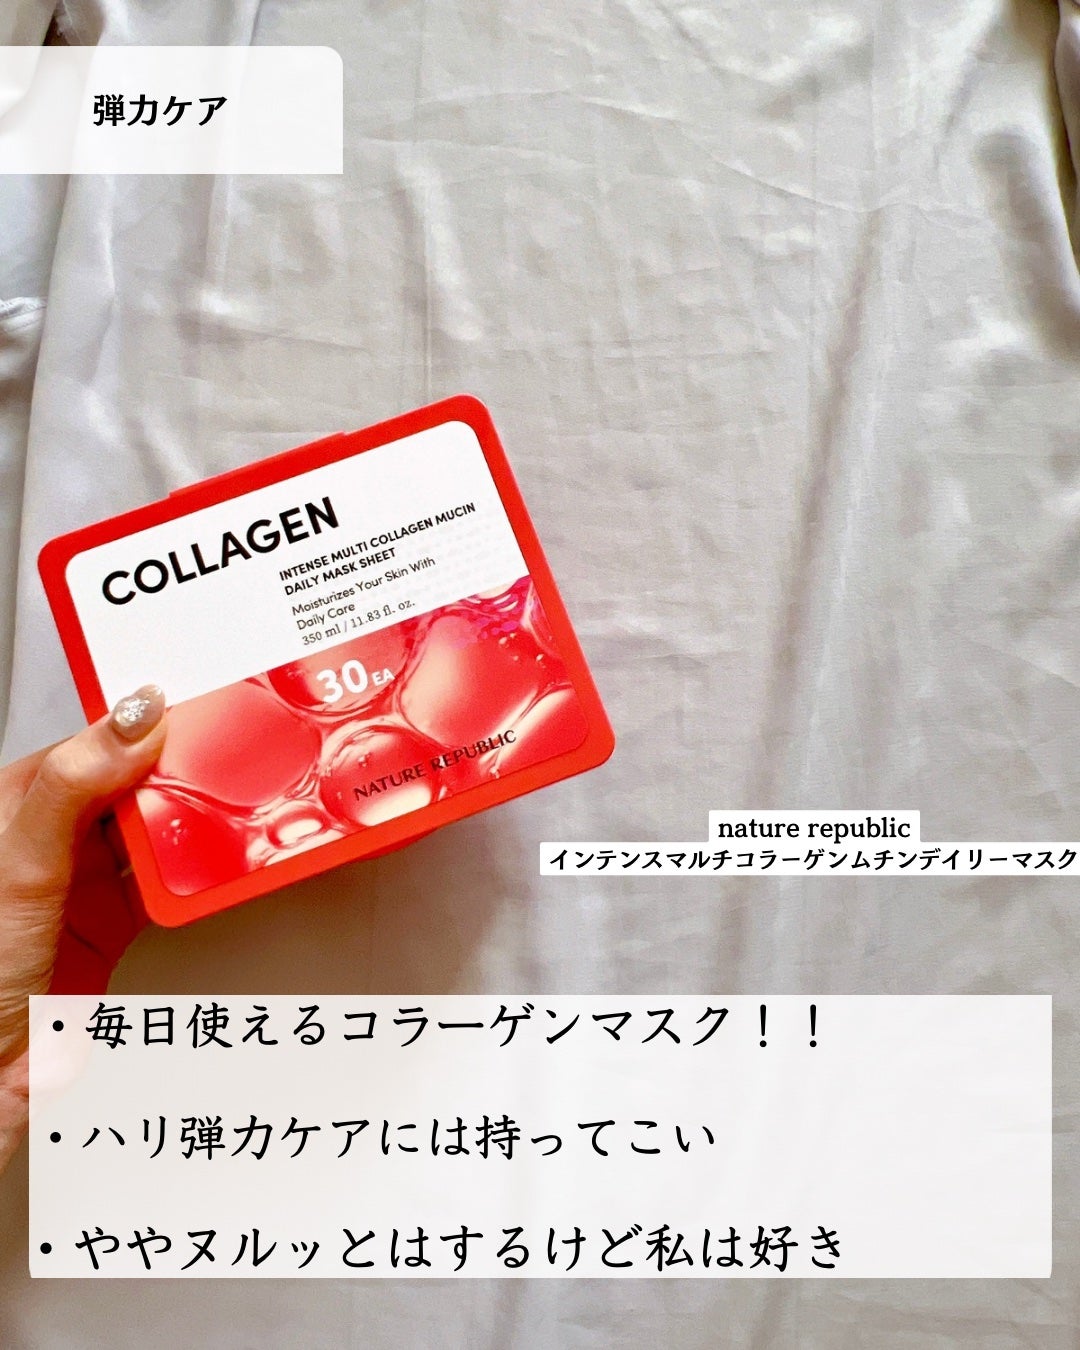 弾力ケア
COLLAGEN
INTENSE MULTI COLLAGEN MUCIN
DAILY MASK SHEET
Moisturizes Your Skin With
Daily Care
350 ml / 11.83 fl. oz.
30 EA
NATURE REPUBLIC
nature republic
インテンスマルチコラーゲンムチンデイリーマスク
・毎日使えるコラーゲンマスク！！
・ハリ弾力ケアには持ってこい
・ややヌルッとはするけど私は好き